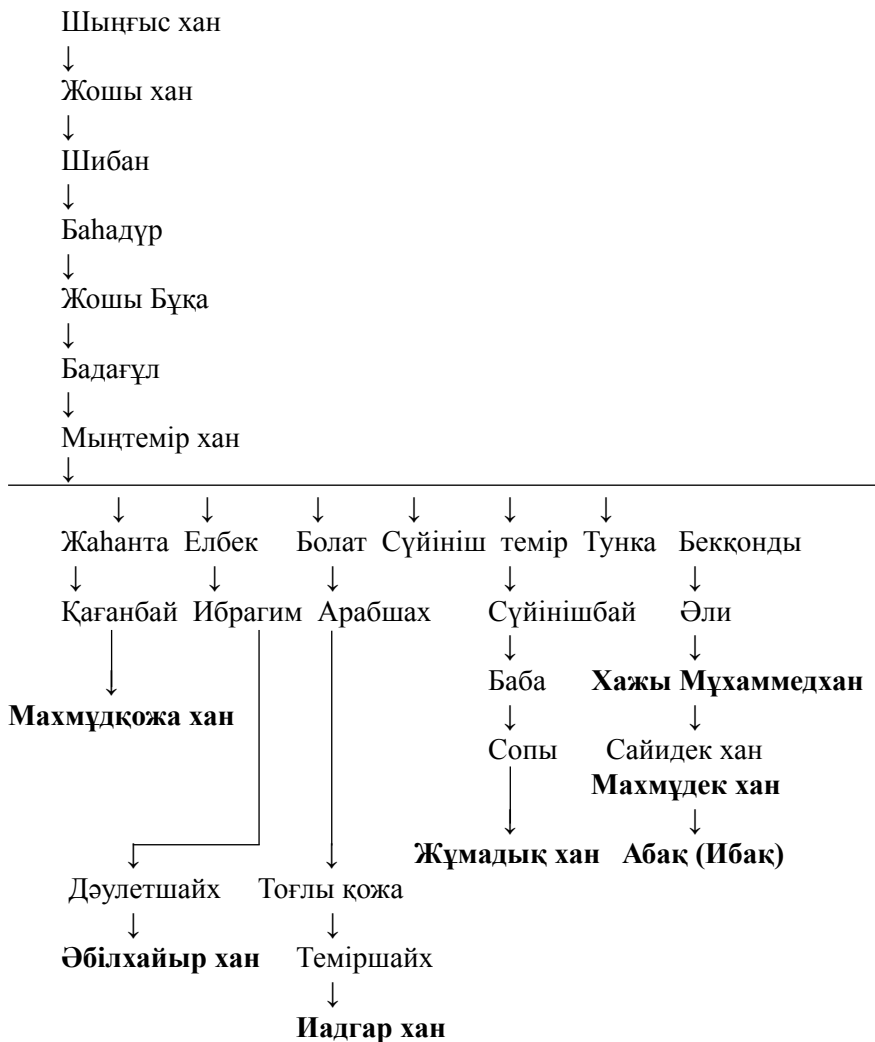 Шыңғыс хан
↓
Жошы хан
↓
Шибан
↓
Баһадүр
↓
Жошы Бұқа
↓
Бадағұл
↓
Мыңтемір хан
↓
↓ ↓ ↓ ↓ ↓ ↓
Жаһанта Елбек Болат Сүйініш темір Тунка Бекқонды
↓ ↓ ↓ ↓ ↓
Қағанбай Ибрагим Арабшах Сүйінішбай Әли
↓ ↓
Баба Хажы Мұхаммедхан
Махмұдқожа хан
↓ ↓
Сопы Сайидек хан
Махмұдек хан
↓
Жұмадық хан Абақ (Ибақ)
Дәулетшайх Тоғлы қожа
↓ ↓
Әбілхайыр хан Теміршайх
↓
Иадгар хан